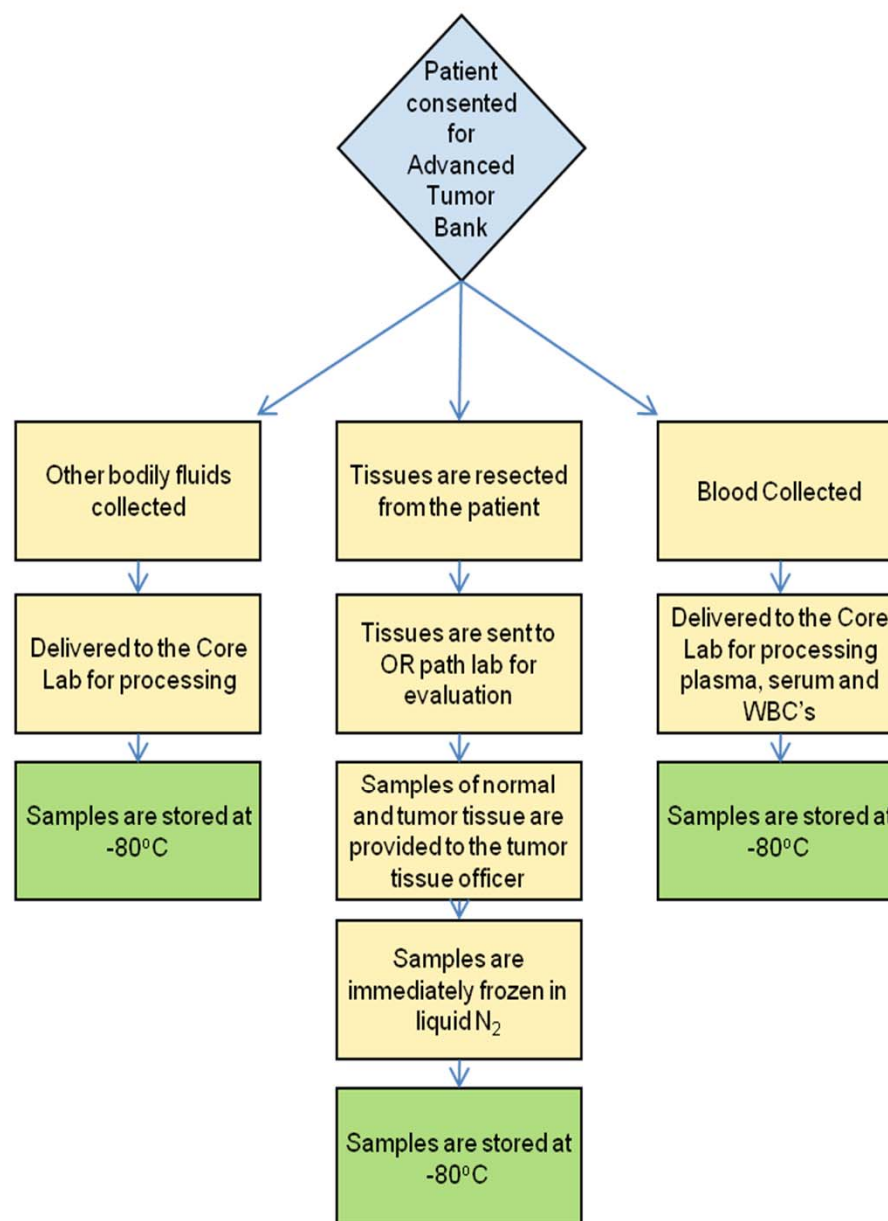 Patient
consented
for
Advanced
Tumor
Bank
Other bodily fluids
collected
Delivered to the Core
Lab for processing
Samples are stored at
-80°C
Tissues are resected
from the patient
Tissues are sent to
OR path lab for
evaluation
Samples of normal
and tumor tissue are
provided to the tumor
tissue officer
Samples are
immediately frozen in
liquid N₂
Samples are stored at
-80°C
Blood Collected
Delivered to the Core
Lab for processing
plasma, serum and
WBC's
Samples are stored at
-80°C